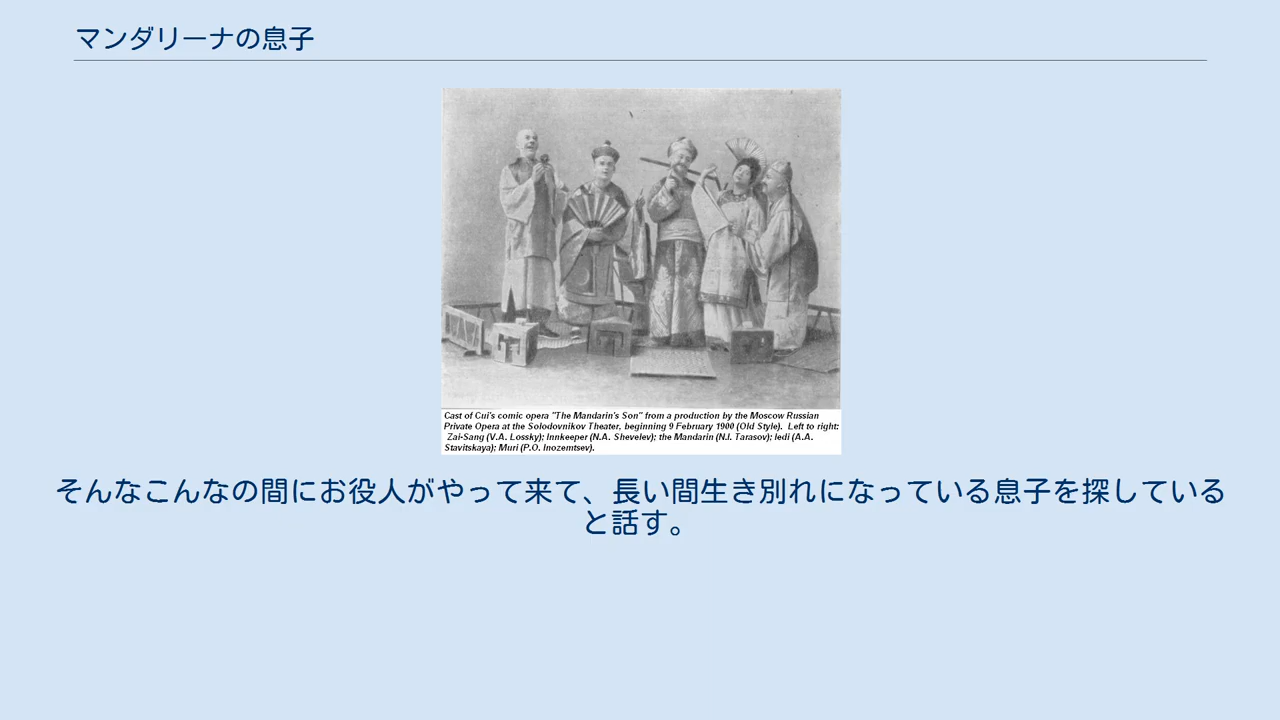 マンダリーナの息子
Cast of Cui's comic opera "The Mandarin's Son" from a production by the Moscow Russian
Private Opera at the Solodovnikov Theater, beginning 9 February 1900 (Old Style).  Left to right:
Zai-Sang (V.A. Lossky); Innkeeper (N.A. Shevelev); the Mandarin (N.I. Tarasov); Iedi (A.A.
Stavitskaya); Muri (P.O. Inozemtsev).
そんなこんなの間にお役人がやって来て、長い間生き別れになっている息子を探している
と話す。